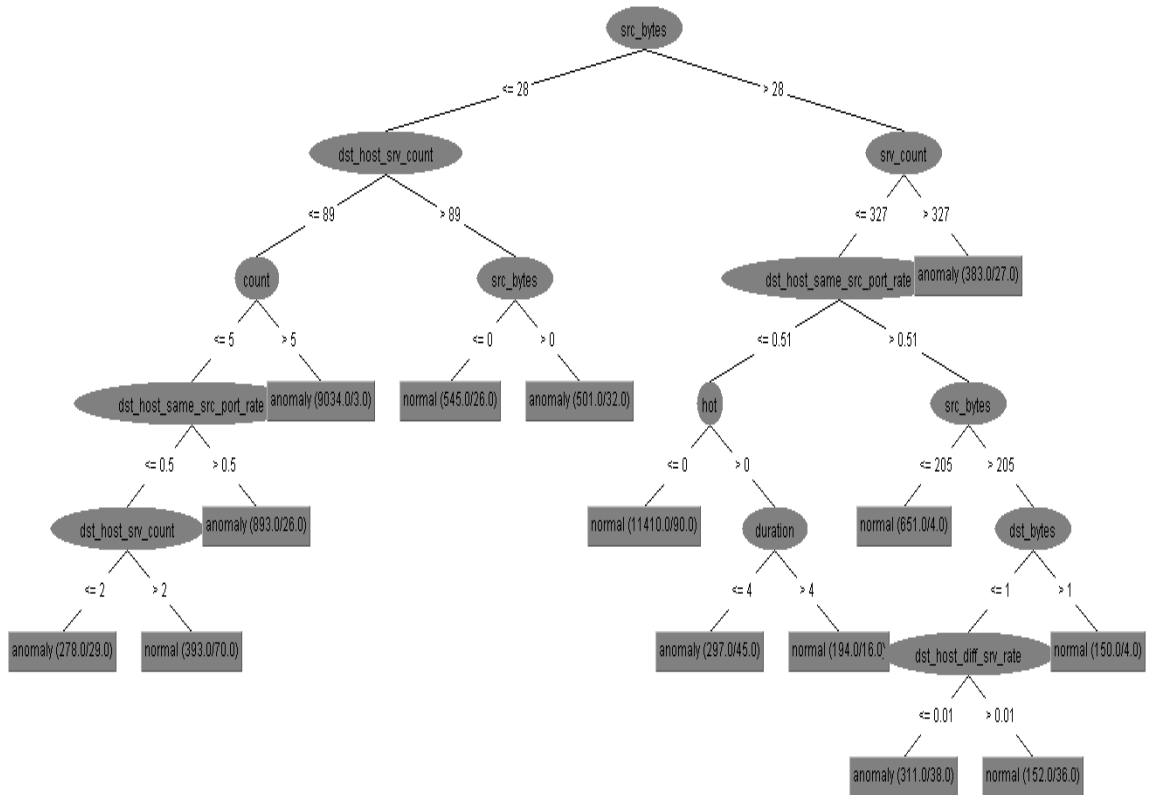 src_bytes
<= 28
> 28
dst_host_srv_count
srv_count
<= 89
> 89
<= 327
> 327
count
src_bytes
dst_host_same_src_port_rate
anomaly (383.0/27.0)
<= 5
> 5
<= 0
> 0
<= 0.51
> 0.51
dst_host_same_src_port_rate
anomaly (9034.0/3.0)
normal (545.0/26.0)
anomaly (501.0/32.0)
hot
src_bytes
<= 0.5
> 0.5
<= 0
> 0
<= 205
> 205
dst_host_srv_count
anomaly (893.0/26.0)
normal (11410.0/90.0)
duration
normal (651.0/4.0)
dst_bytes
<= 2
> 2
<= 4
> 4
<= 1
> 1
anomaly (278.0/29.0)
normal (393.0/70.0)
anomaly (297.0/45.0)
normal (194.0/16.0)
dst_host_diff_srv_rate
normal (150.0/4.0)
<= 0.01
> 0.01
anomaly (311.0/38.0)
normal (152.0/36.0)